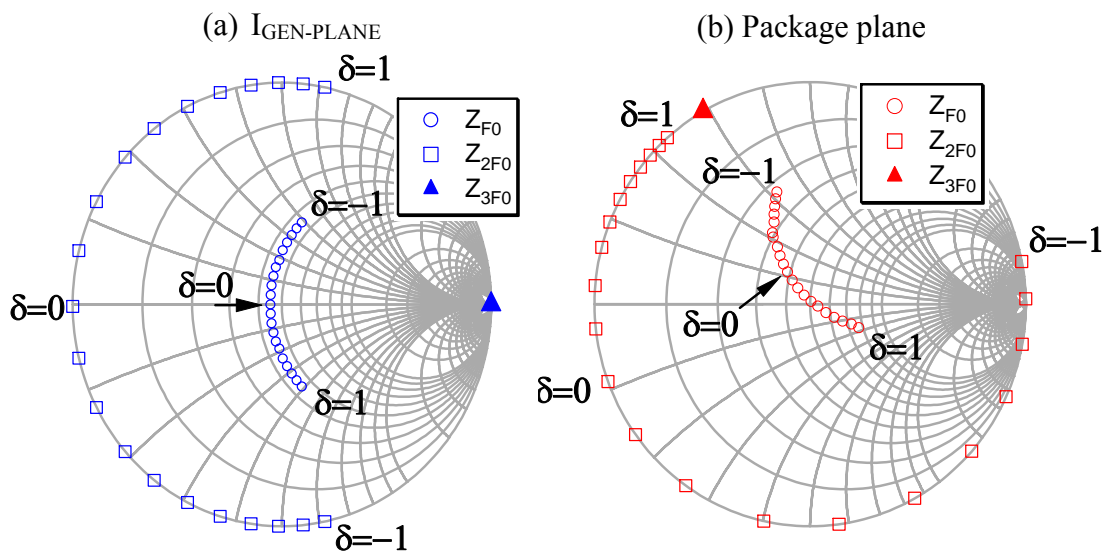 (a) I_GEN-PLANE
δ=1
Z_F0
Z_2F0
Z_3F0
δ=-1
δ=0
δ=0
δ=1
δ=-1
(b) Package plane
δ=1
Z_F0
Z_2F0
Z_3F0
δ=-1
δ=-1
δ=0
δ=1
δ=0